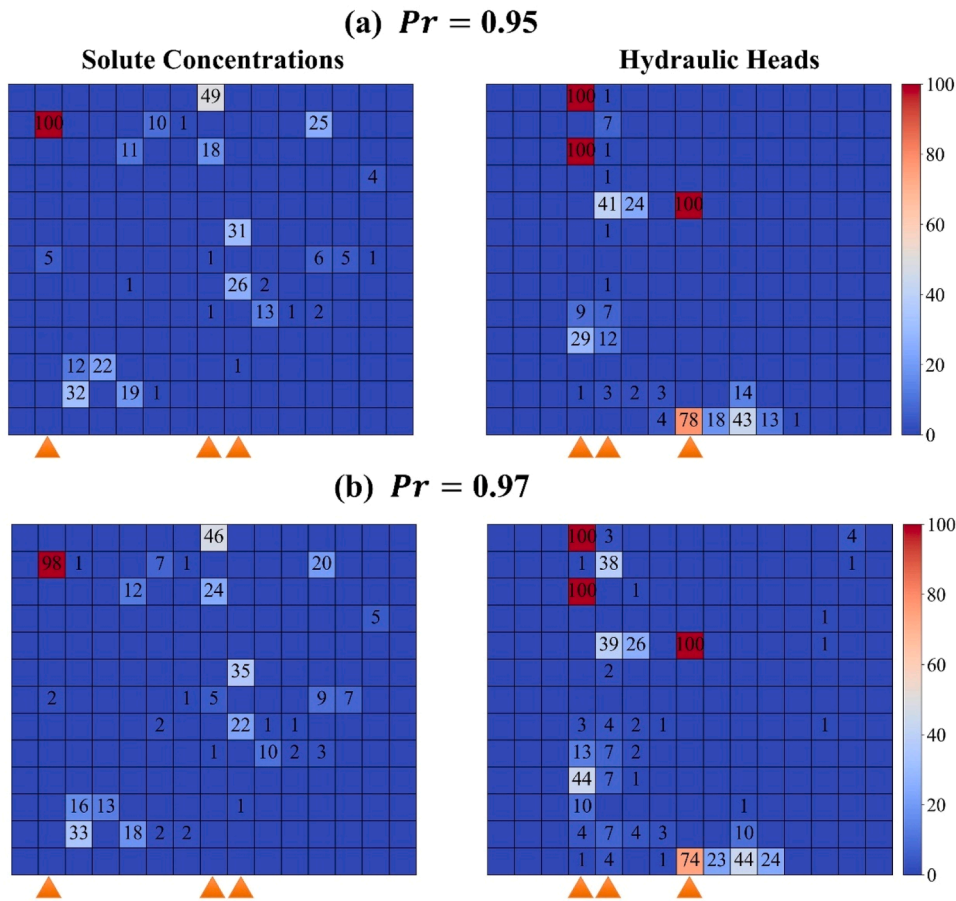 (a) Pr = 0.95
Solute Concentrations
49
100 10 1 25
11 18
4
31
5 1 6 5 1
1 26 2
1 13 1 2
12 22 1
32 19 1
Hydraulic Heads
100 1
7
100 1
1
41 24 100
1
1
9 7
29 12
1 3 2 3 14
4 78 18 43 13 1
100
80
60
40
20
0
(b) Pr = 0.97
46
98 1 7 1 20
12 24
5
35
2 1 5 9 7
2 22 1 1
1 10 2 3
16 13 1
33 18 2 2
100 3 4
1 38 1
100 1
1
39 26 100 1
2
3 4 2 1 1
13 7 2
44 7 1
10 1
4 7 4 3 10
1 4 1 74 23 44 24
100
80
60
40
20
0